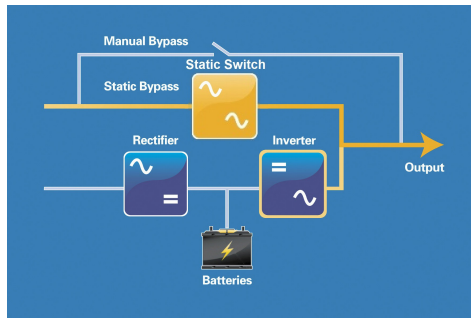 Manual Bypass
Static Switch
Static Bypass
Rectifier
Inverter
Output
Batteries